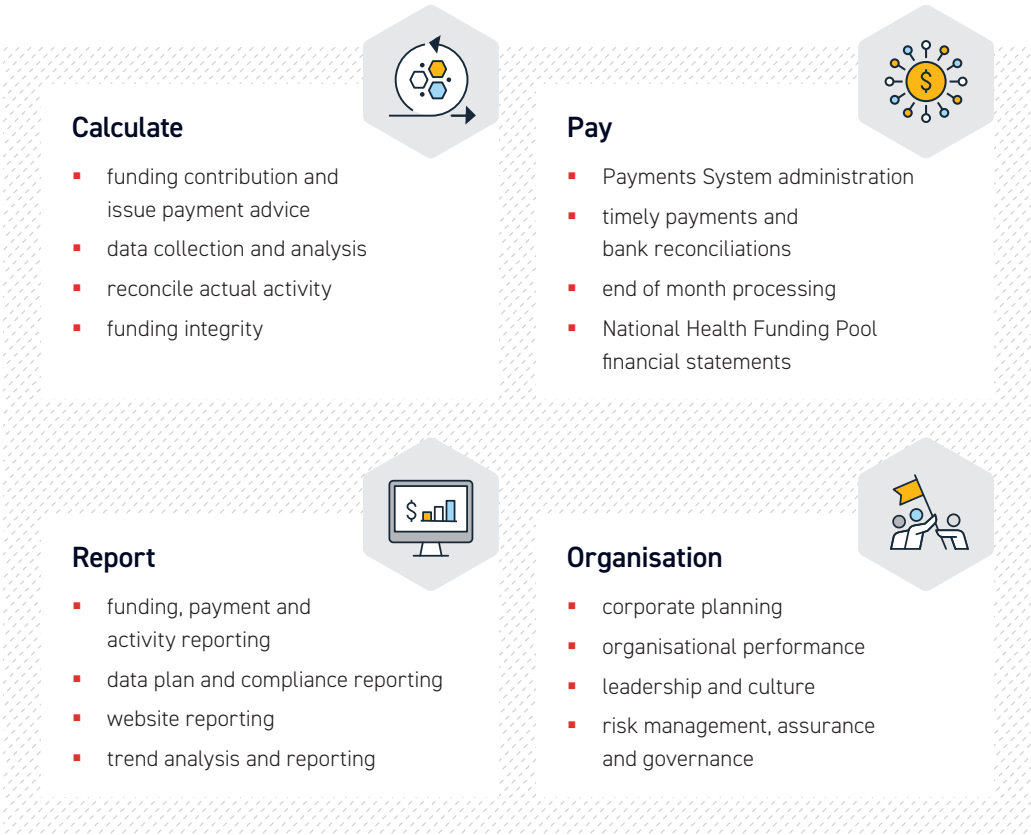 Calculate
funding contribution and
issue payment advice
data collection and analysis
reconcile actual activity
funding integrity
$
Pay
Payments System administration
timely payments and
bank reconciliations
end of month processing
National Health Funding Pool
financial statements
$
Report
funding, payment and
activity reporting
data plan and compliance reporting
website reporting
trend analysis and reporting
Organisation
corporate planning
organisational performance
leadership and culture
risk management, assurance
and governance